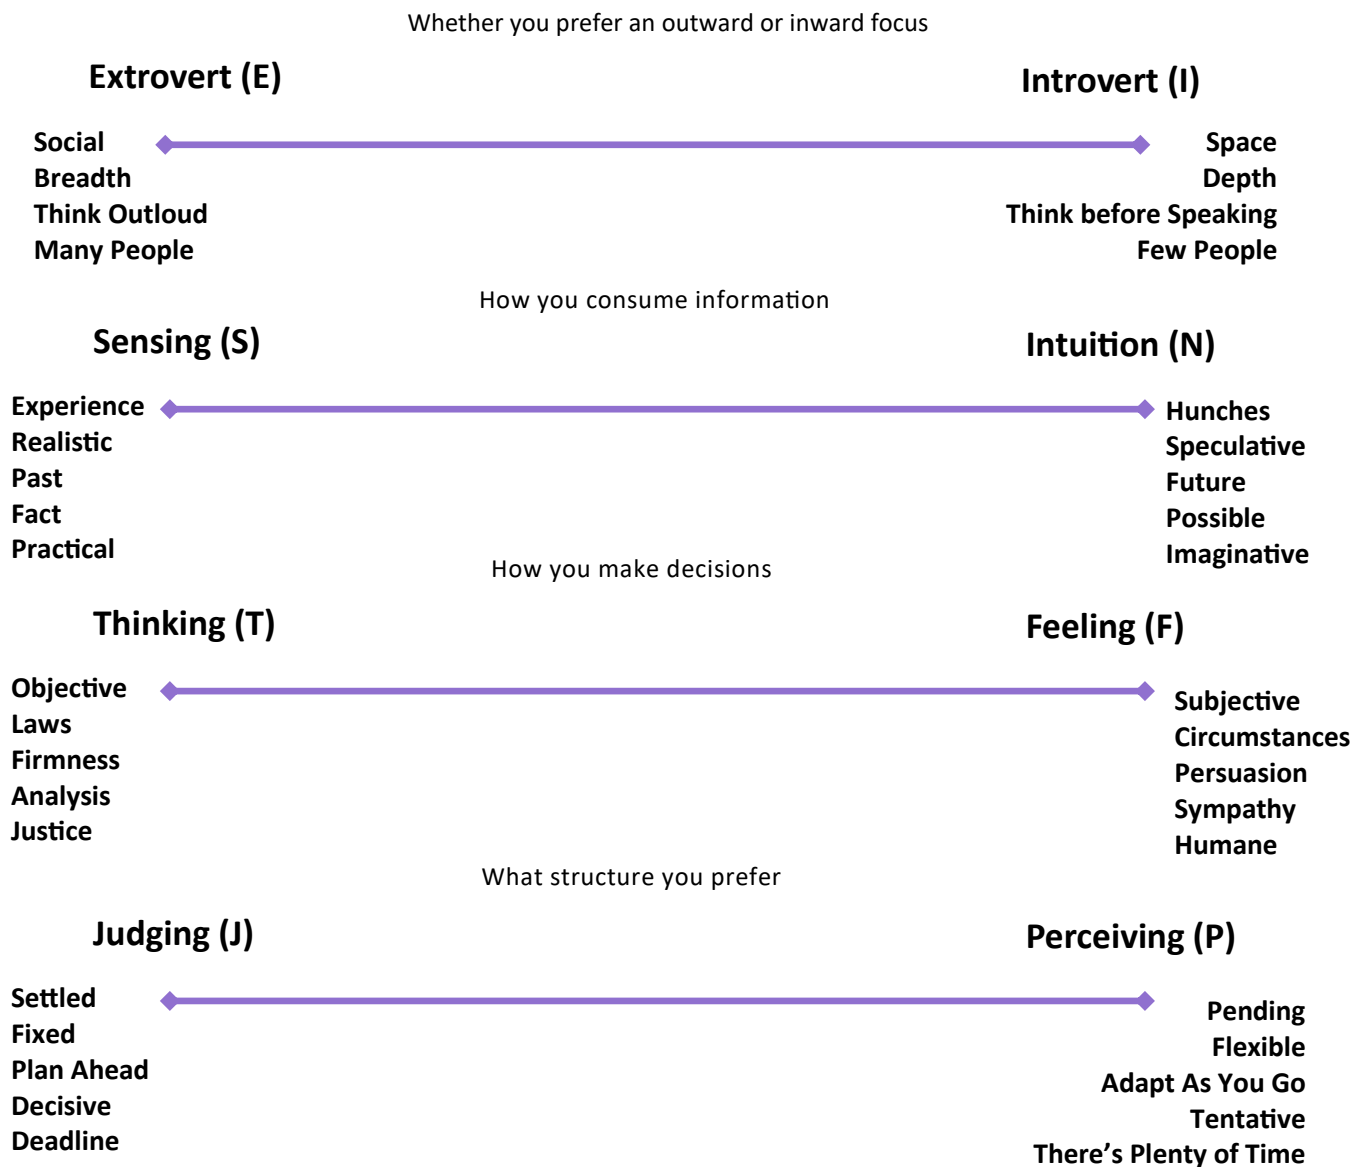 Whether you prefer an outward or inward focus
Extrovert (E)
Introvert (I)
Social
Breadth
Think Outloud
Many People
Space
Depth
Think before Speaking
Few People
How you consume information
Sensing (S)
Intuition (N)
Experience
Realistic
Past
Fact
Practical
Hunches
Speculative
Future
Possible
Imaginative
How you make decisions
Thinking (T)
Feeling (F)
Objective
Laws
Firmness
Analysis
Justice
Subjective
Circumstances
Persuasion
Sympathy
Humane
What structure you prefer
Judging (J)
Perceiving (P)
Settled
Fixed
Plan Ahead
Decisive
Deadline
Pending
Flexible
Adapt As You Go
Tentative
There's Plenty of Time